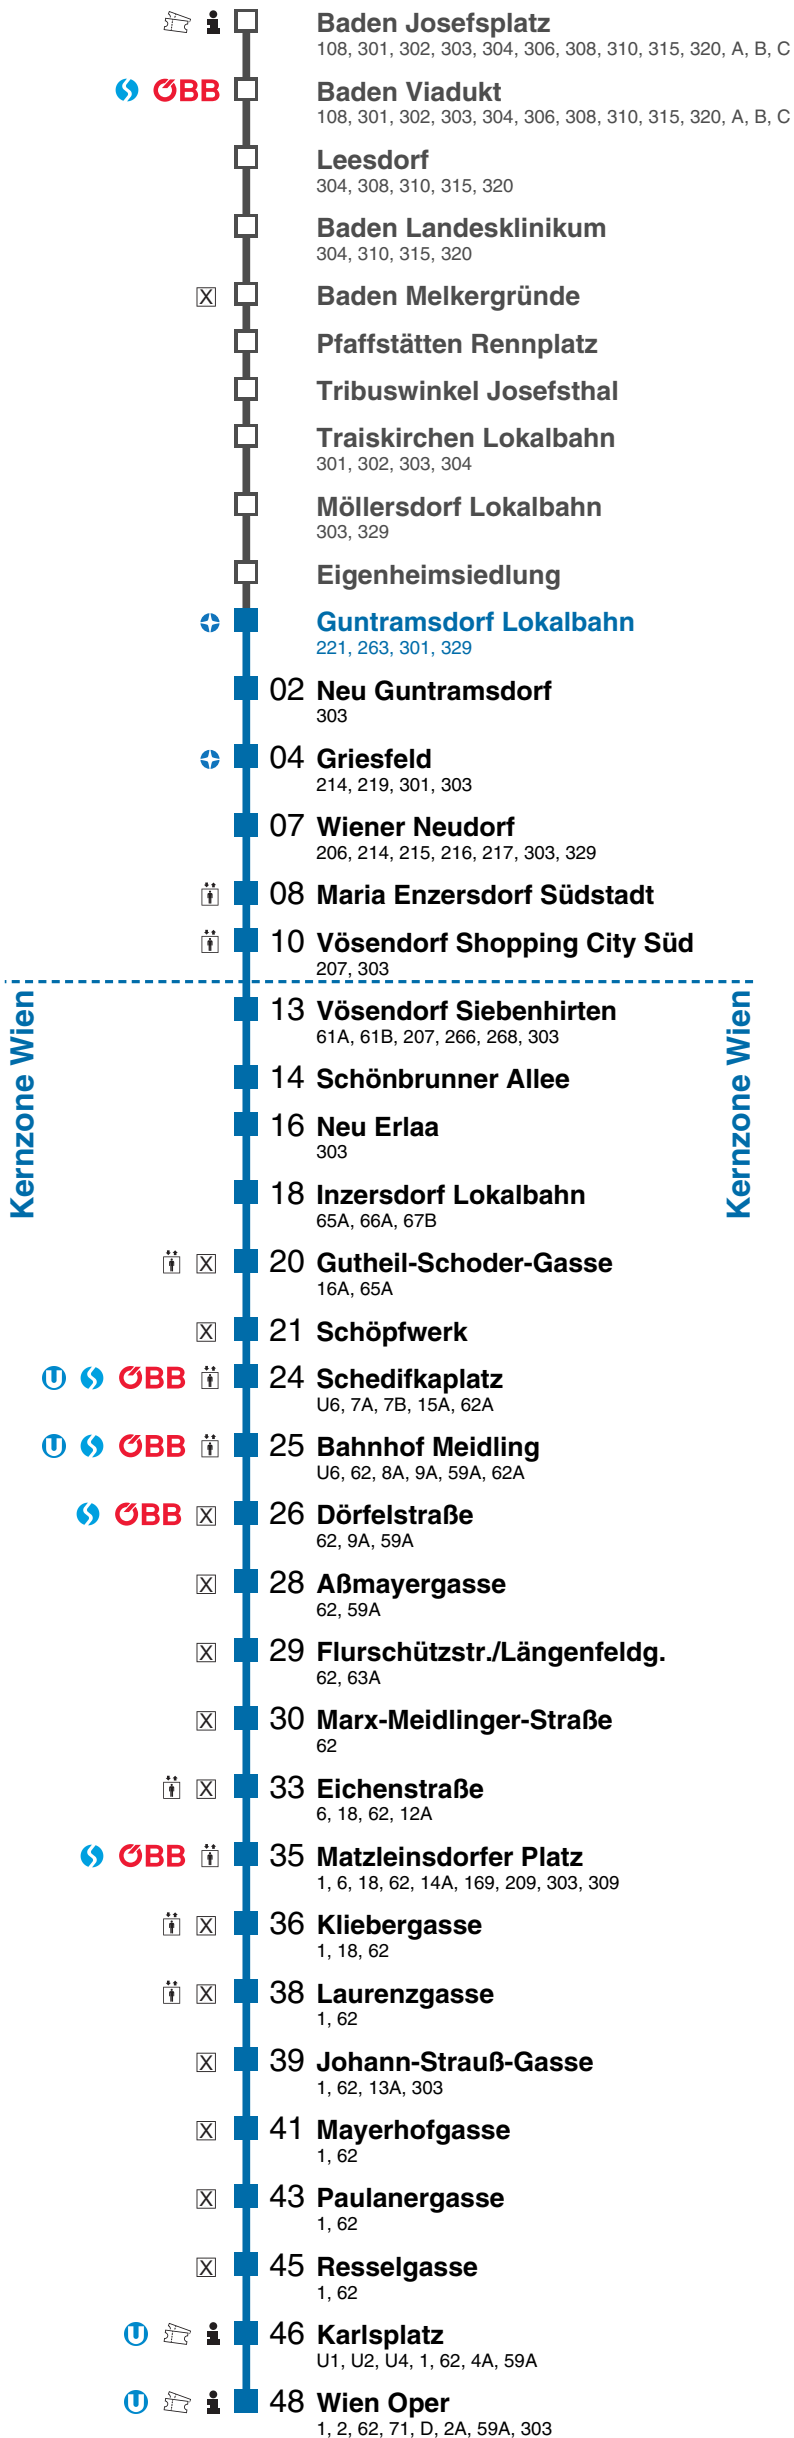 Baden Josefsplatz
108, 301, 302, 303, 304, 306, 308, 310, 315, 320, A, B, C
ÖBB Baden Viadukt
108, 301, 302, 303, 304, 306, 308, 310, 315, 320, A, B, C
Leesdorf
304, 308, 310, 315, 320
Baden Landesklinikum
304, 310, 315, 320
X Baden Melkergründe
Pfaffstätten Rennplatz
Tribuswinkel Josefsthal
Traiskirchen Lokalbahn
301, 302, 303, 304
Möllersdorf Lokalbahn
303, 329
Eigenheimsiedlung
Guntramsdorf Lokalbahn
221, 263, 301, 329
02 Neu Guntramsdorf
303
04 Griesfeld
214, 219, 301, 303
07 Wiener Neudorf
206, 214, 215, 216, 217, 303, 329
08 Maria Enzersdorf Südstadt
10 Vösendorf Shopping City Süd
207, 303
Kernzone Wien
Kernzone Wien
13 Vösendorf Siebenhirten
61A, 61B, 207, 266, 268, 303
14 Schönbrunner Allee
16 Neu Erlaa
303
18 Inzersdorf Lokalbahn
65A, 66A, 67B
X 20 Gutheil-Schoder-Gasse
16A, 65A
X 21 Schöpfwerk
U S ÖBB 24 Schedifkaplatz
U6, 7A, 7B, 15A, 62A
U S ÖBB 25 Bahnhof Meidling
U6, 62, 8A, 9A, 59A, 62A
S ÖBB X 26 Dörfelstraße
62, 9A, 59A
X 28 Aßmayergasse
62, 59A
X 29 Flurschützstr./Längenfeldg.
62, 63A
X 30 Marx-Meidlinger-Straße
62
X 33 Eichenstraße
6, 18, 62, 12A
S ÖBB 35 Matzleinsdorfer Platz
1, 6, 18, 62, 14A, 169, 209, 303, 309
X 36 Kliebergasse
1, 18, 62
X 38 Laurenzgasse
1, 62
X 39 Johann-Strauß-Gasse
1, 62, 13A, 303
X 41 Mayerhofgasse
1, 62
X 43 Paulanergasse
1, 62
X 45 Resselgasse
1, 62
U 46 Karlsplatz
U1, U2, U4, 1, 62, 4A, 59A
U 48 Wien Oper
1, 2, 62, 71, D, 2A, 59A, 303